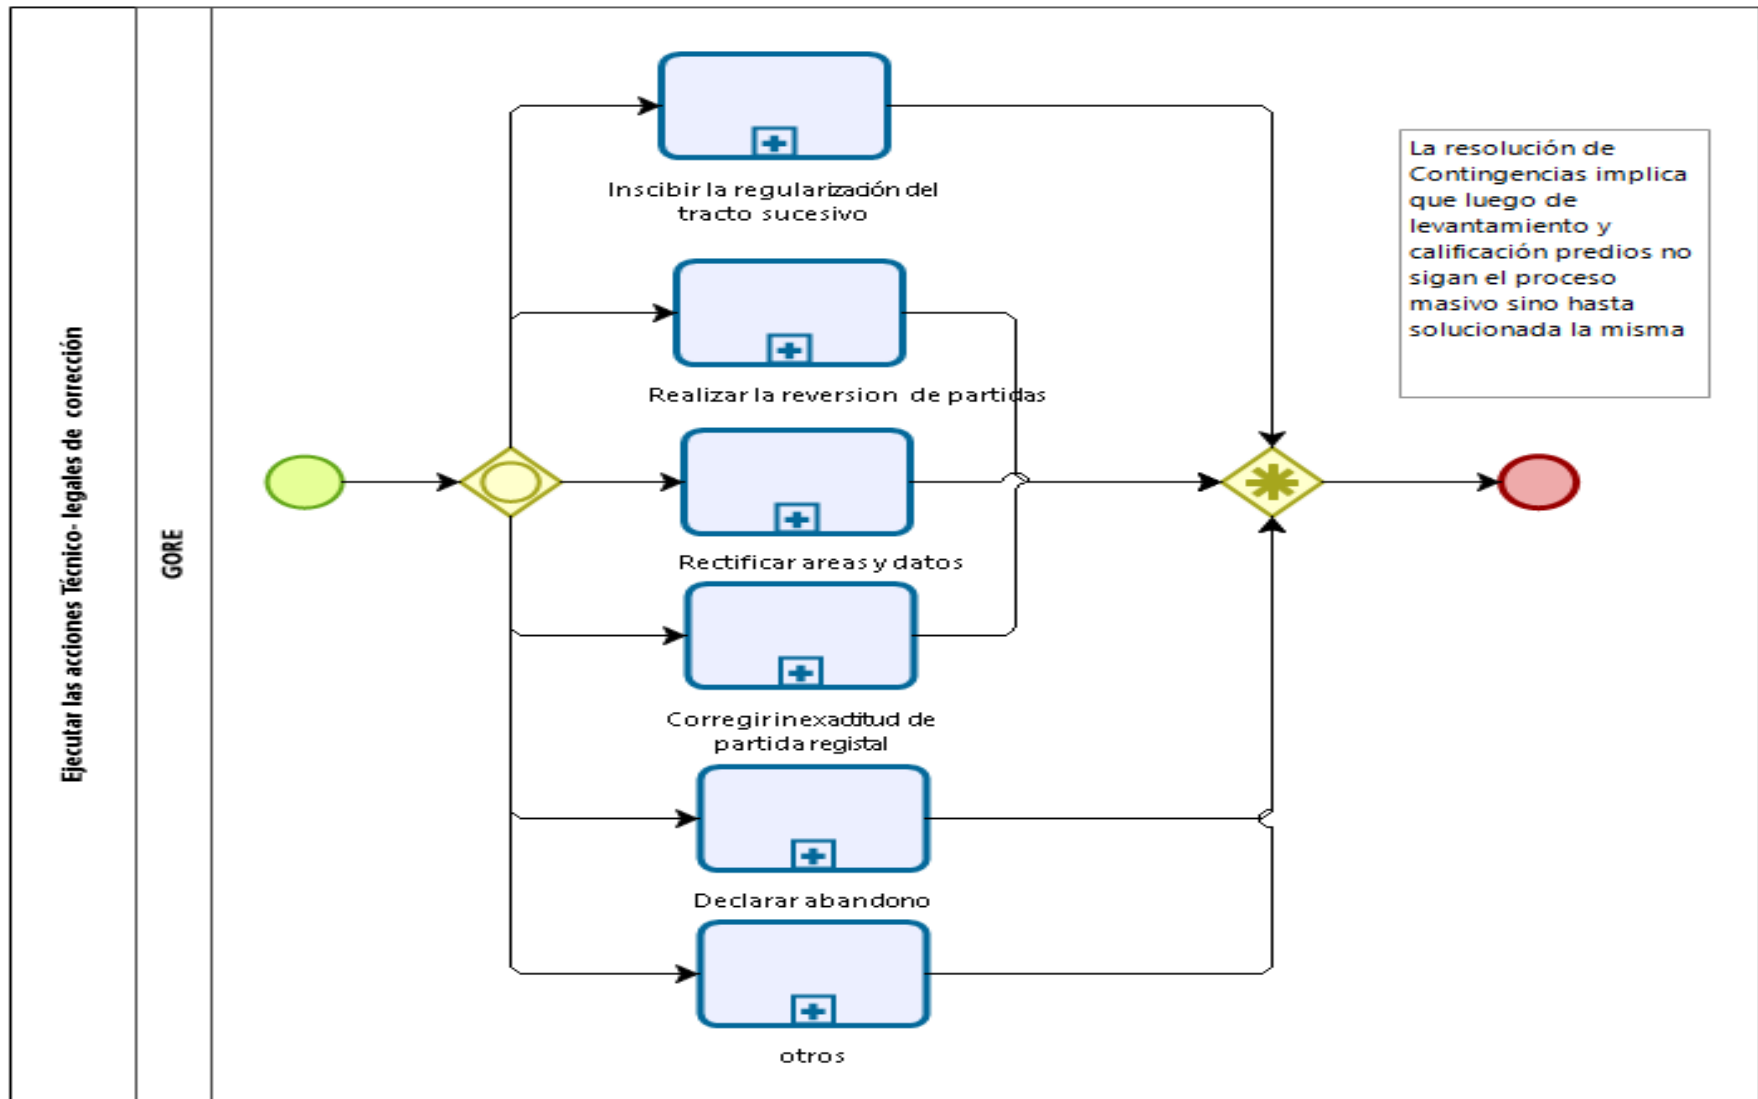 Ejecutar las acciones Técnico- legales de corrección
GORE
Inscibir la regularización del
tracto sucesivo
Realizar la reversion de partidas
Rectificar areas y datos
Corregir inexactitud de
partida registal
Declarar abandono
otros
La resolución de
Contingencias implica
que luego de
levantamiento y
calificación predios no
sigan el proceso
masivo sino hasta
solucionada la misma